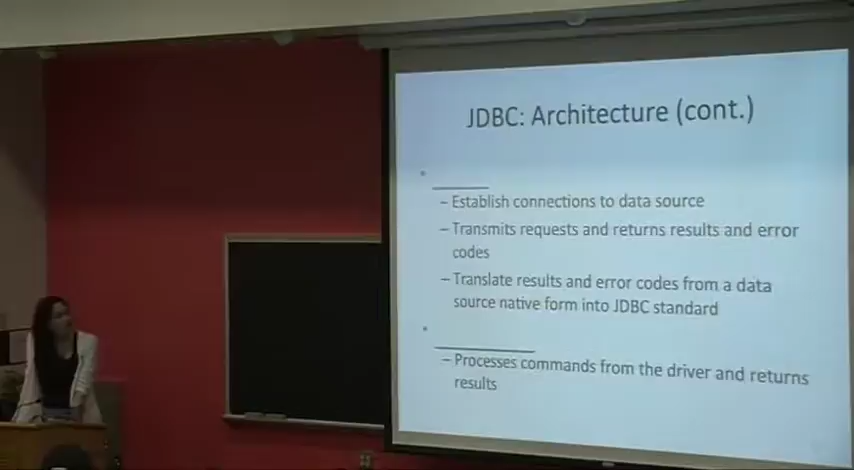 JDBC: Architecture (cont.)
– Establish connections to data source
– Transmits requests and returns results and error
codes
– Translate results and error codes from a data
source native form into JDBC standard
– Processes commands from the driver and returns
results